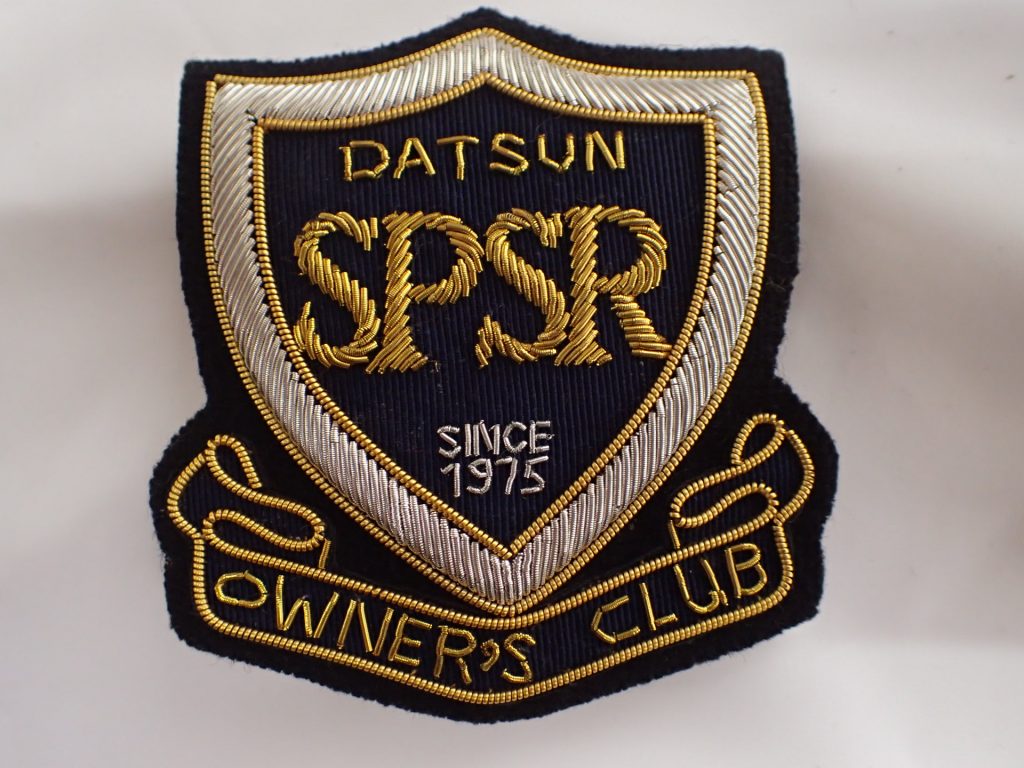 DATSUN
SPSR
SINCE
1975
OWNER'S CLUB